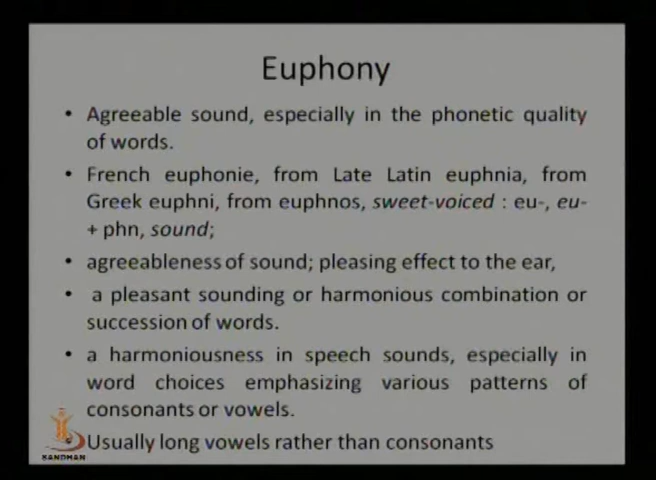 Euphony
• Agreeable sound, especially in the phonetic quality
of words.
• French euphonie, from Late Latin euphnia, from
Greek euphni, from euphnos, sweet-voiced : eu-, eu-
+ phn, sound;
• agreeableness of sound; pleasing effect to the ear,
• a pleasant sounding or harmonious combination or
succession of words.
• a harmoniousness in speech sounds, especially in
word choices emphasizing various patterns of
consonants or vowels.
Usually long vowels rather than consonants
SANDHAN